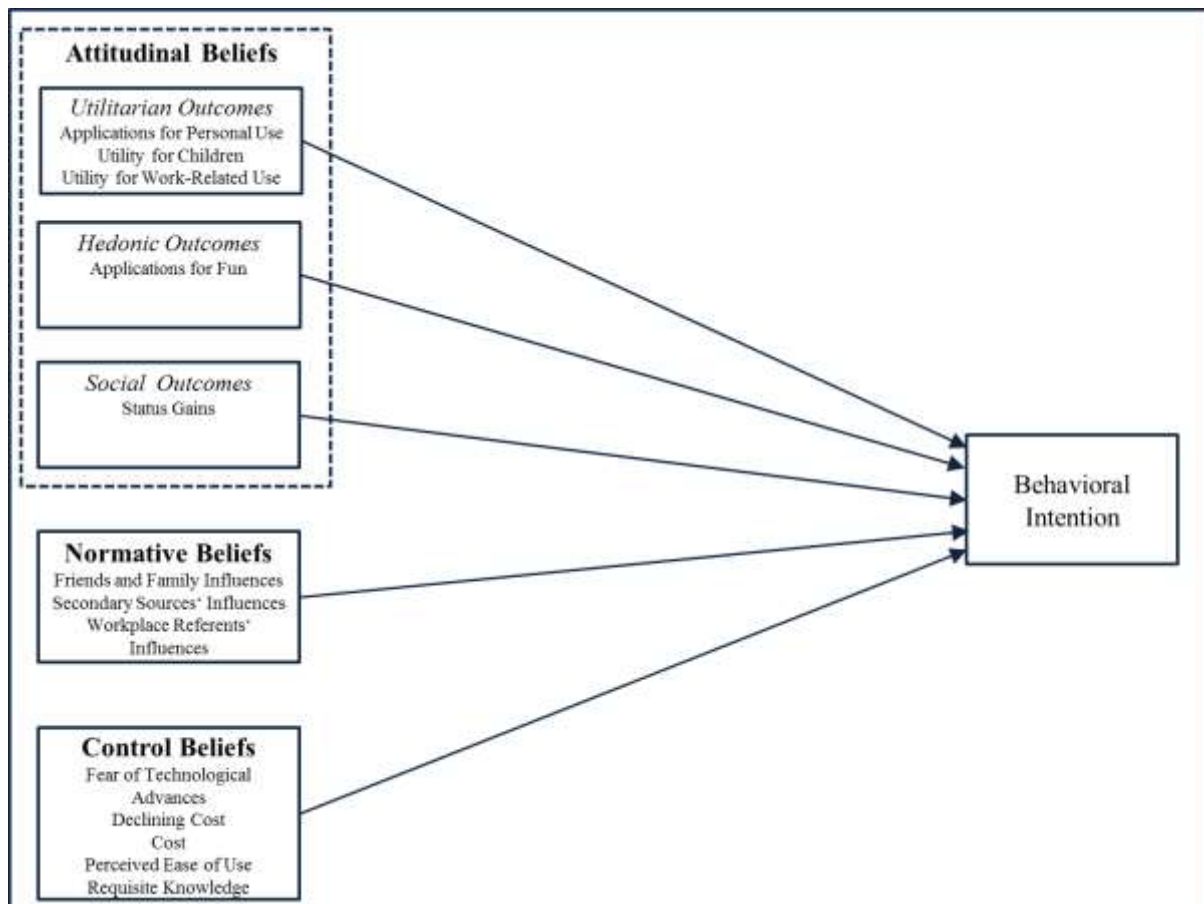 Attitudinal Beliefs
Utilitarian Outcomes
Applications for Personal Use
Utility for Children
Utility for Work-Related Use
Hedonic Outcomes
Applications for Fun
Social Outcomes
Status Gains
Normative Beliefs
Friends and Family Influences
Secondary Sources‘ Influences
Workplace Referents‘
Influences
Control Beliefs
Fear of Technological
Advances
Declining Cost
Cost
Perceived Ease of Use
Requisite Knowledge
Behavioral
Intention